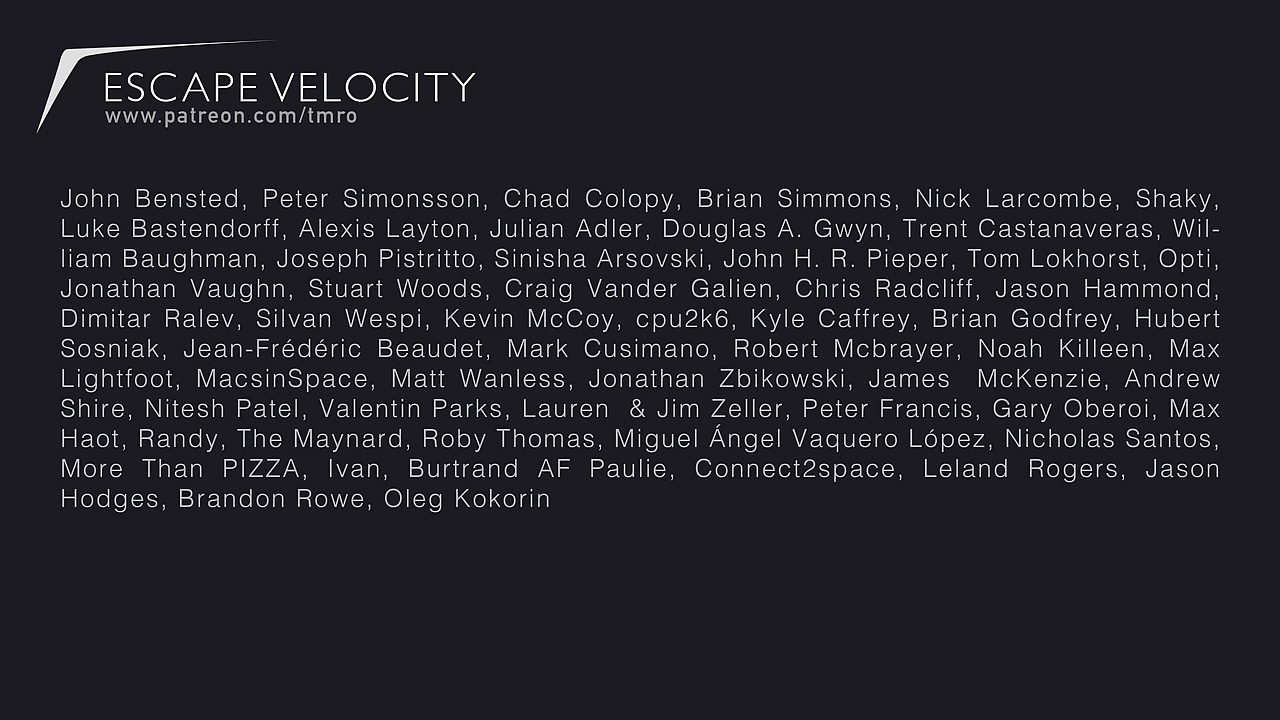 ESCAPE VELOCITY
www.patreon.com/tmro
John Bensted, Peter Simonsson, Chad Colopy, Brian Simmons, Nick Larcombe, Shaky,
Luke Bastendorff, Alexis Layton, Julian Adler, Douglas A. Gwyn, Trent Castanaveras, Wil-
liam Baughman, Joseph Pistritto, Sinisha Arsovski, John H. R. Pieper, Tom Lokhorst, Opti,
Jonathan Vaughn, Stuart Woods, Craig Vander Galien, Chris Radcliff, Jason Hammond,
Dimitar Ralev, Silvan Wespi, Kevin McCoy, cpu2k6, Kyle Caffrey, Brian Godfrey, Hubert
Sosniak, Jean-Frédéric Beaudet, Mark Cusimano, Robert Mcbrayer, Noah Killeen, Max
Lightfoot, MacsinSpace, Matt Wanless, Jonathan Zbikowski, James  McKenzie, Andrew
Shire, Nitesh Patel, Valentin Parks, Lauren  & Jim Zeller, Peter Francis, Gary Oberoi, Max
Haot, Randy, The Maynard, Roby Thomas, Miguel Ángel Vaquero López, Nicholas Santos,
More Than PIZZA, Ivan, Burtrand AF Paulie, Connect2space, Leland Rogers, Jason
Hodges, Brandon Rowe, Oleg Kokorin